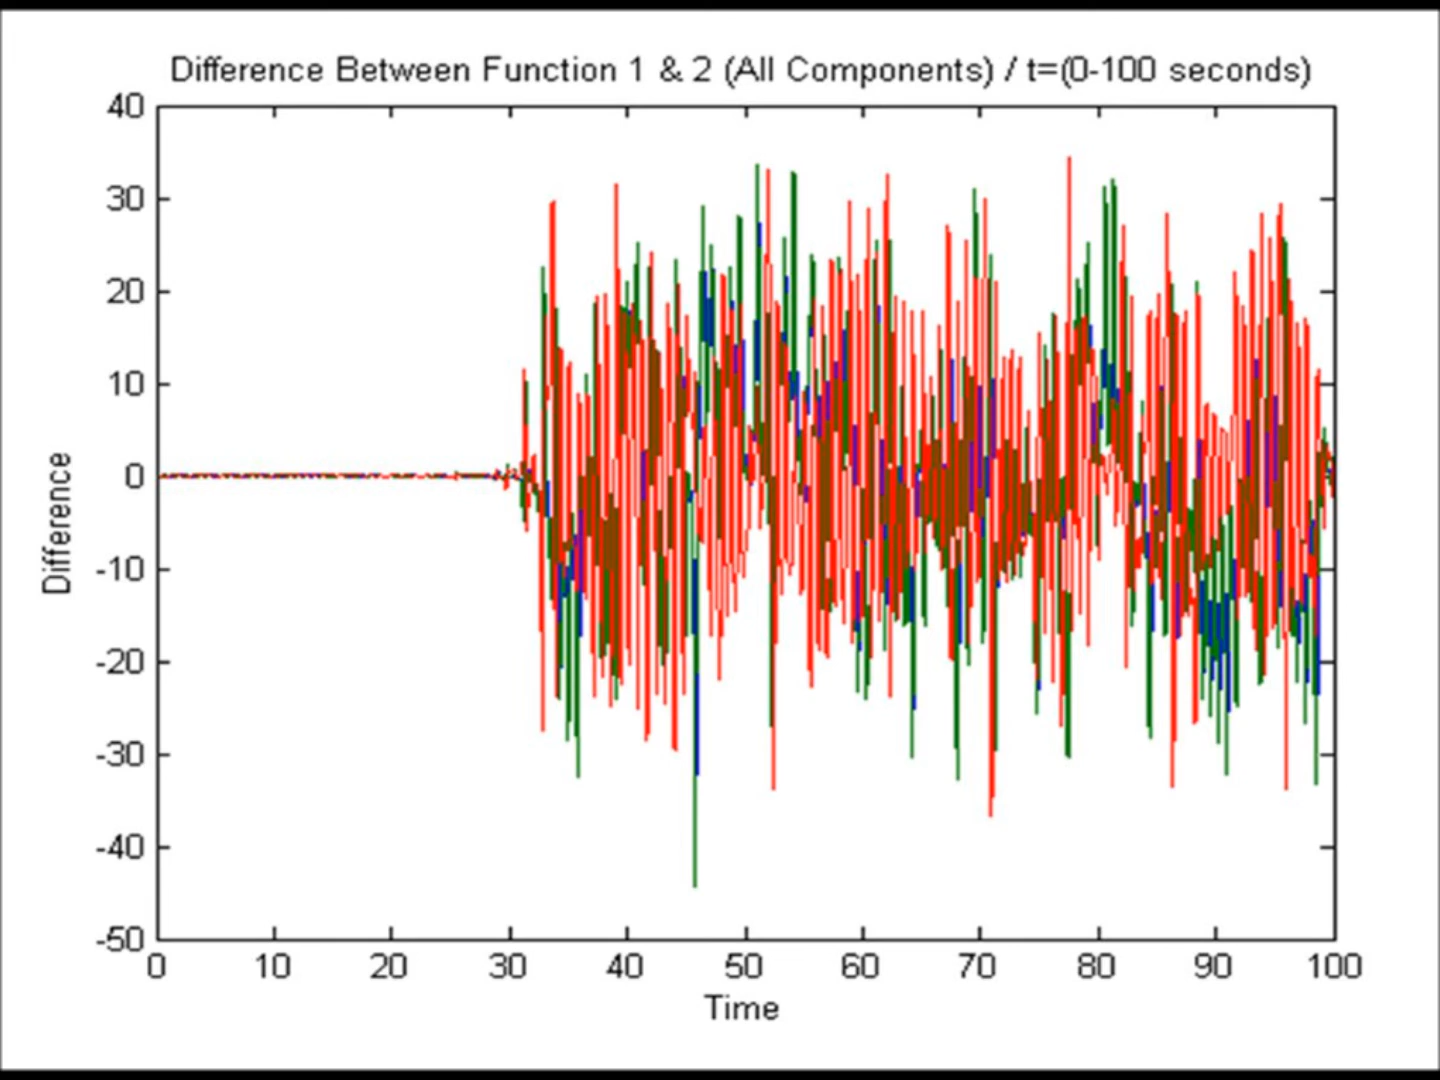 Difference Between Function 1 & 2 (All Components) / t=(0-100 seconds)
40
30
20
10
0
-10
-20
-30
-40
-50
Difference
0 10 20 30 40 50 60 70 80 90 100
Time